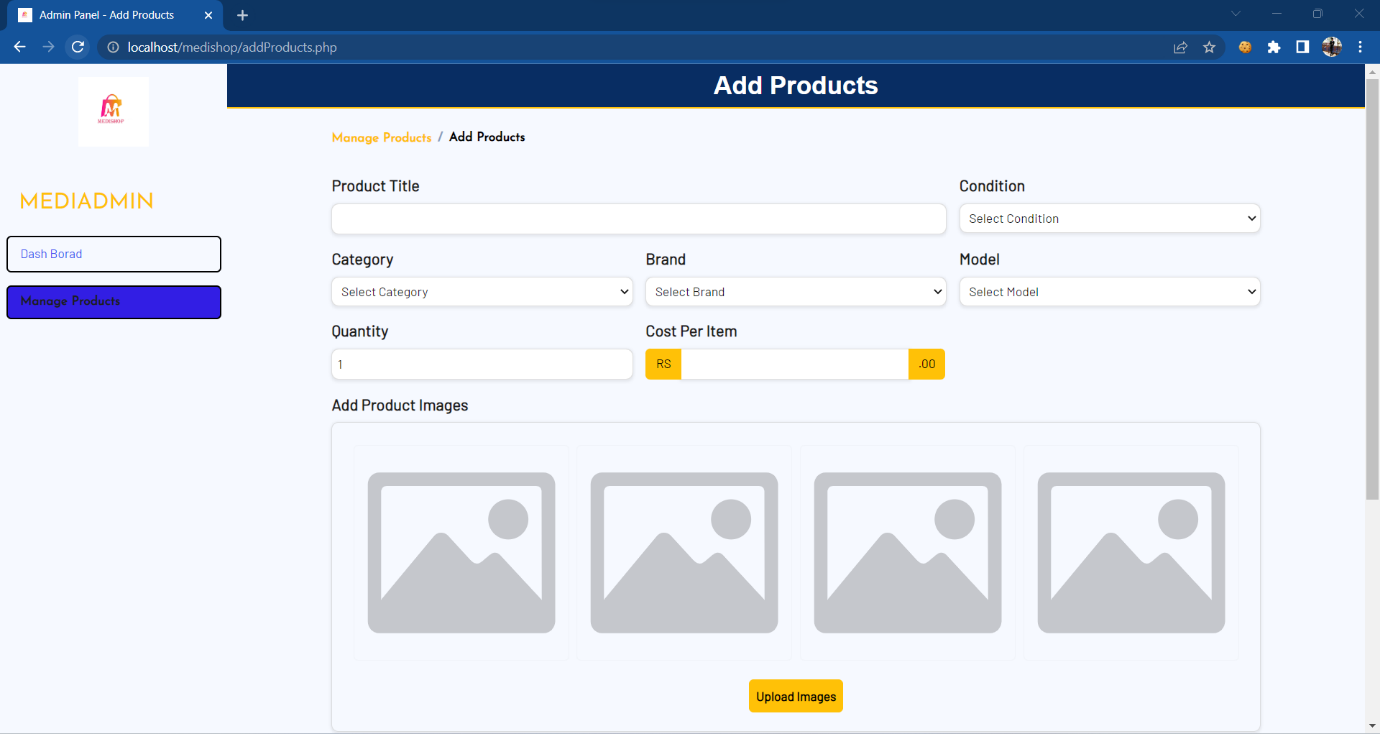 Admin Panel - Add Products
localhost/medishop/addProducts.php
Add Products
MEDIADMIN
Dash Borad
Manage Products
Manage Products / Add Products
Product Title
Condition
Select Condition
Category
Brand
Model
Select Category
Select Brand
Select Model
Quantity
Cost Per Item
1
RS
.00
Add Product Images
Upload Images